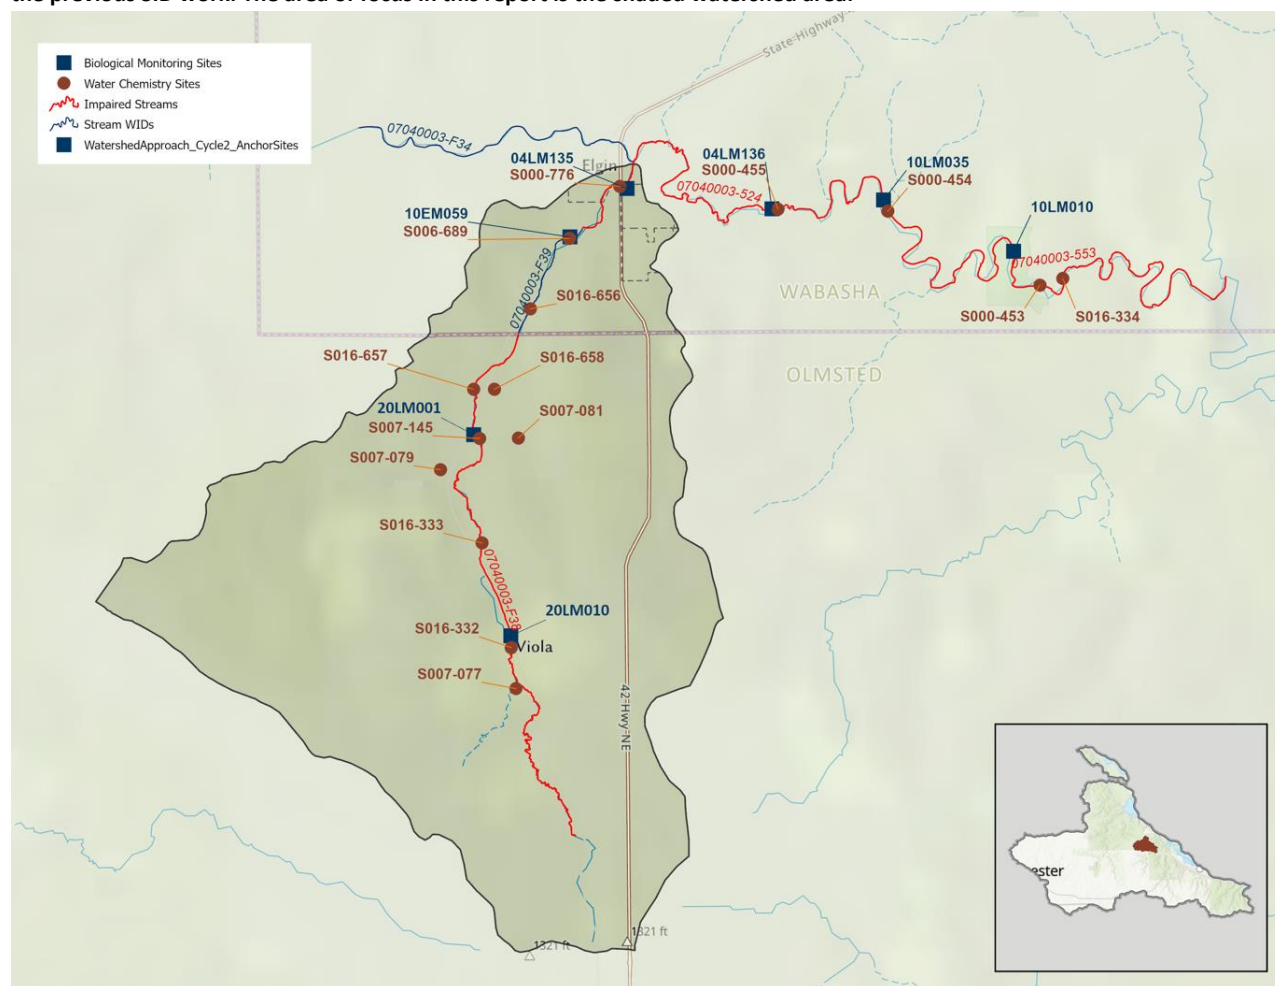 the previous SID work. The area of focus in this report is the shaded watershed area.
Biological Monitoring Sites
Water Chemistry Sites
Impaired Streams
Stream WIDs
WatershedApproach_Cycle2_AnchorSites
State-Highway
07040003-F34
04LM135
Elgin
S000-776
04LM136
S000-455
10LM035
S000-454
07040003-524
10EM059
S006-689
10LM010
07040003-553
07040003-F39
S016-656
WABASHA
S000-453
S016-334
S016-657
S016-658
OLMSTED
20LM001
S007-145
S007-081
S007-079
S016-333
07040003-F38
20LM010
S016-332
Viola
S007-077
42-Hwy-NE
1321 ft
1321 ft
ester